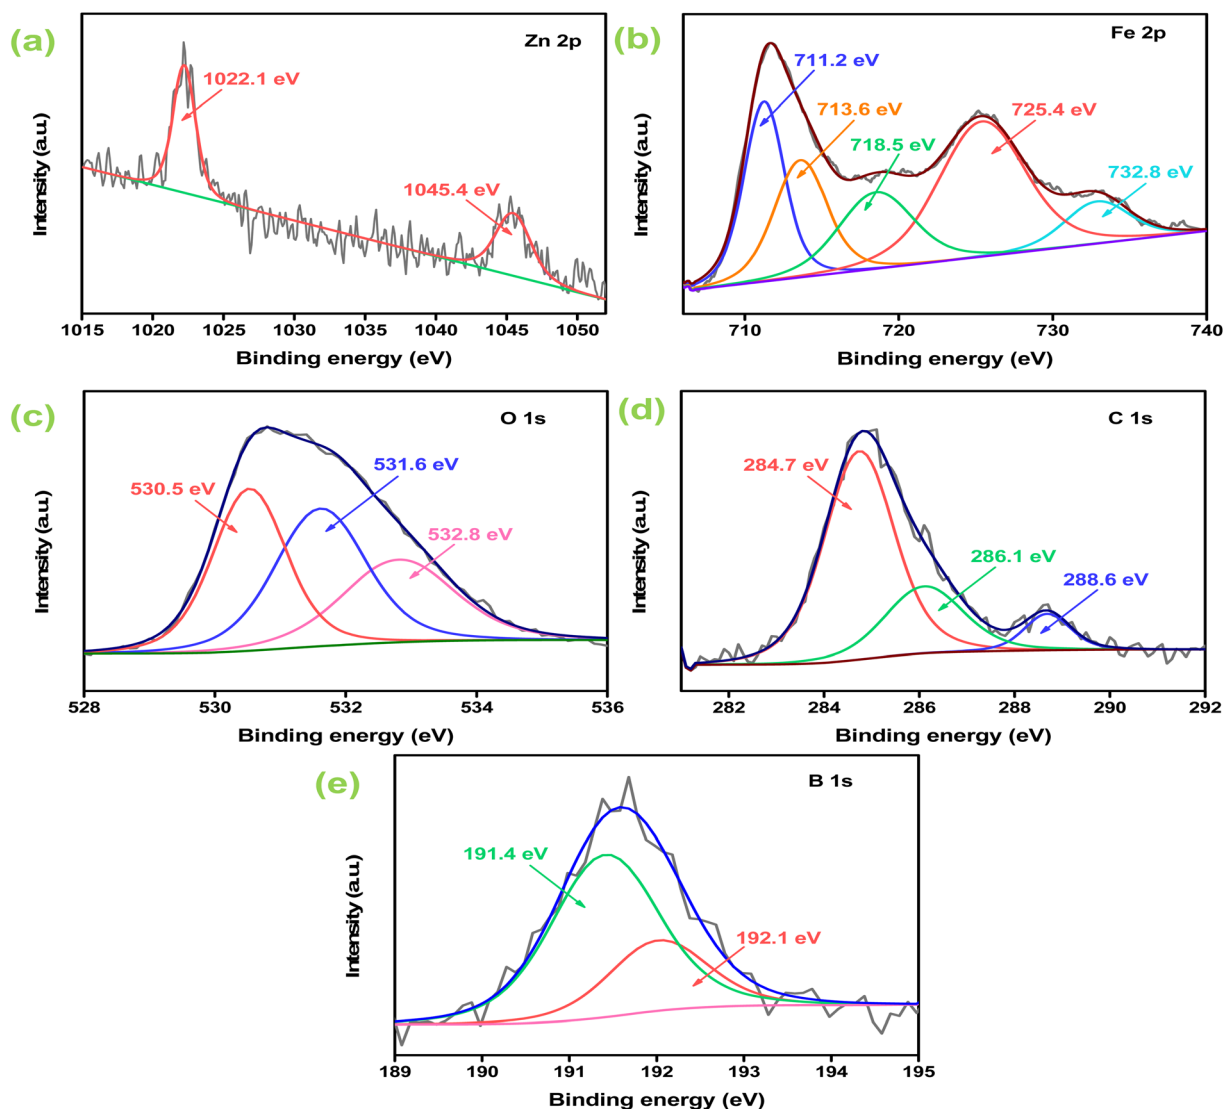 (a)
Zn 2p
1022.1 eV
1045.4 eV
Intensity (a.u.)
1015 1020 1025 1030 1035 1040 1045 1050
Binding energy (eV)
(b)
Fe 2p
711.2 eV
713.6 eV
718.5 eV
725.4 eV
732.8 eV
Intensity (a.u.)
710 720 730 740
Binding energy (eV)
(c)
O 1s
530.5 eV
531.6 eV
532.8 eV
Intensity (a.u.)
528 530 532 534 536
Binding energy (eV)
(d)
C 1s
284.7 eV
286.1 eV
288.6 eV
Intensity (a.u.)
282 284 286 288 290 292
Binding energy (eV)
(e)
B 1s
191.4 eV
192.1 eV
Intensity (a.u.)
189 190 191 192 193 194 195
Binding energy (eV)